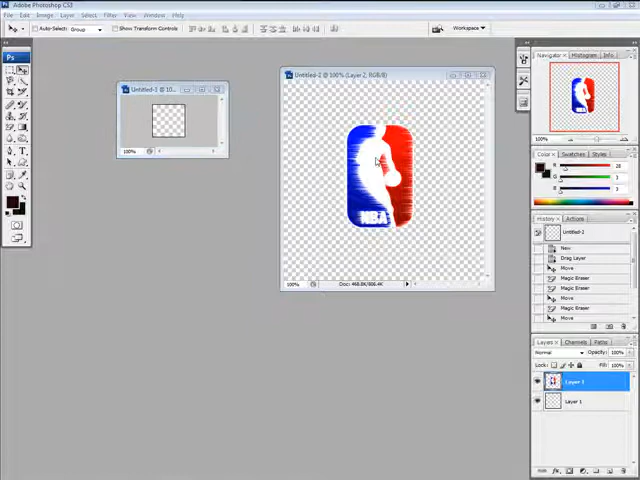 Adobe Photoshop CS3
File Edit Image Layer Select Filter View Window Help
Auto-Select: Group Show Transform Controls Workspace
Untitled-1 @ 10...
100%
Untitled-2 @ 100% (Layer 2, RGB/8)
NBA
100% Doc: 468.8K/606.4K
Navigator Histogram Info
100%
Color Swatches Styles
R
G
B
History Actions
Untitled-2
New
Drag Layer
Move
Magic Eraser
Magic Eraser
Move
Magic Eraser
Move
Layers Channels Paths
Normal Opacity: 100%
Lock: Fill: 100%
Layer 2
Layer 1